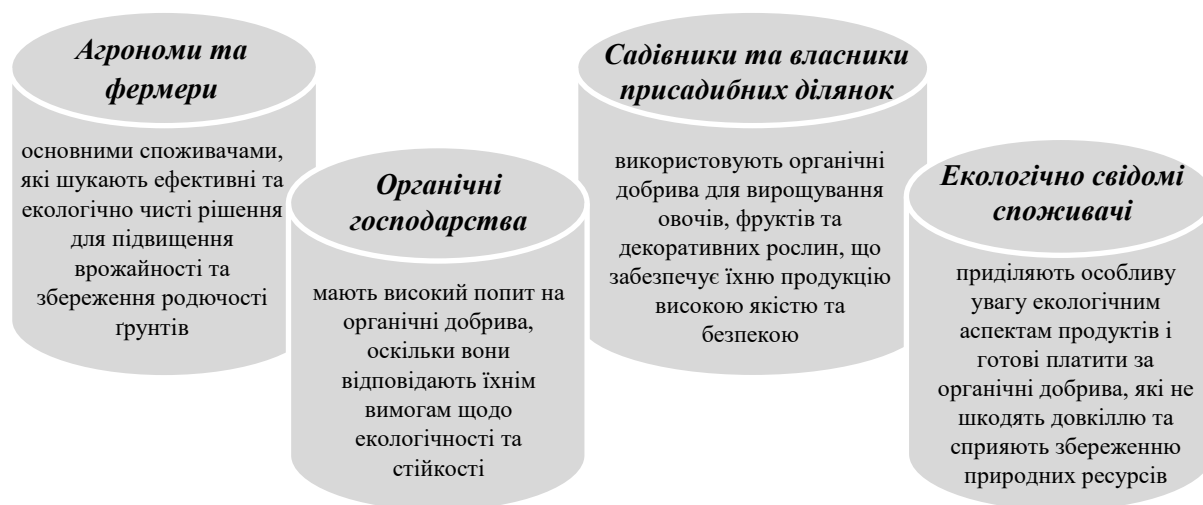 Агрономи та
фермери
основними споживачами,
які шукають ефективні та
екологічно чисті рішення
для підвищення
врожайності та
збереження родючості
ґрунтів
Органічні
господарства
мають високий попит на
органічні добрива,
оскільки вони
відповідають їхнім
вимогам щодо
екологічності та
стійкості
Садівники та власники
присадибних ділянок
використовують органічні
добрива для вирощування
овочів, фруктів та
декоративних рослин, що
забезпечує їхню продукцію
високою якістю та
безпекою
Екологічно свідомі
споживачі
приділяють особливу
увагу екологічним
аспектам продуктів і
готові платити за
органічні добрива, які не
шкодять довкіллю та
сприяють збереженню
природних ресурсів